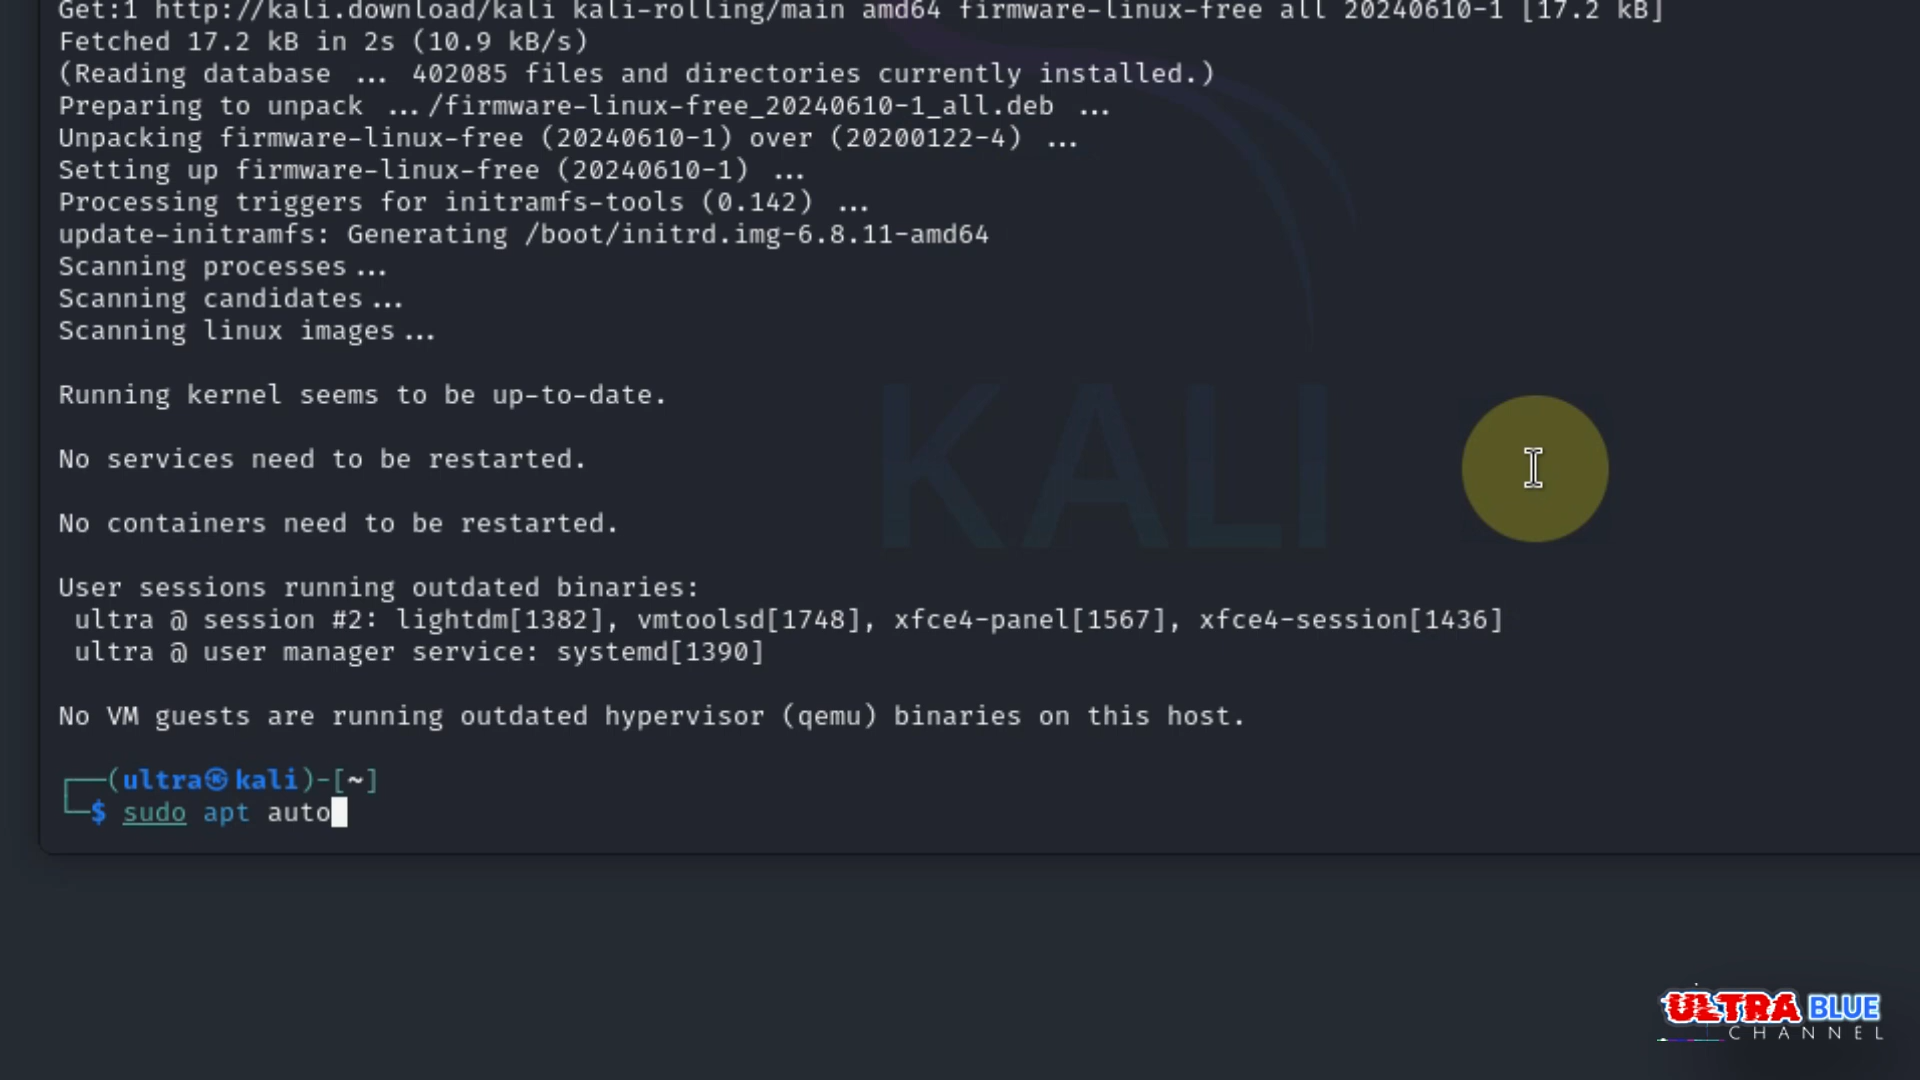 Get:1 http://kali.download/kali kali-rolling/main amd64 firmware-linux-free all 20240610-1 [17.2 kB]
Fetched 17.2 kB in 2s (10.9 kB/s)
(Reading database ... 402085 files and directories currently installed.)
Preparing to unpack .../firmware-linux-free_20240610-1_all.deb ...
Unpacking firmware-linux-free (20240610-1) over (20200122-4) ...
Setting up firmware-linux-free (20240610-1) ...
Processing triggers for initramfs-tools (0.142) ...
update-initramfs: Generating /boot/initrd.img-6.8.11-amd64
Scanning processes...
Scanning candidates...
Scanning linux images...
Running kernel seems to be up-to-date.
No services need to be restarted.
No containers need to be restarted.
User sessions running outdated binaries:
ultra @ session #2: lightdm[1382], vmtoolsd[1748], xfce4-panel[1567], xfce4-session[1436]
ultra @ user manager service: systemd[1390]
No VM guests are running outdated hypervisor (qemu) binaries on this host.
┌──(ultra㉿kali)-[~]
└─$ sudo apt auto
KALI
ULTRA BLUE
CHANNEL